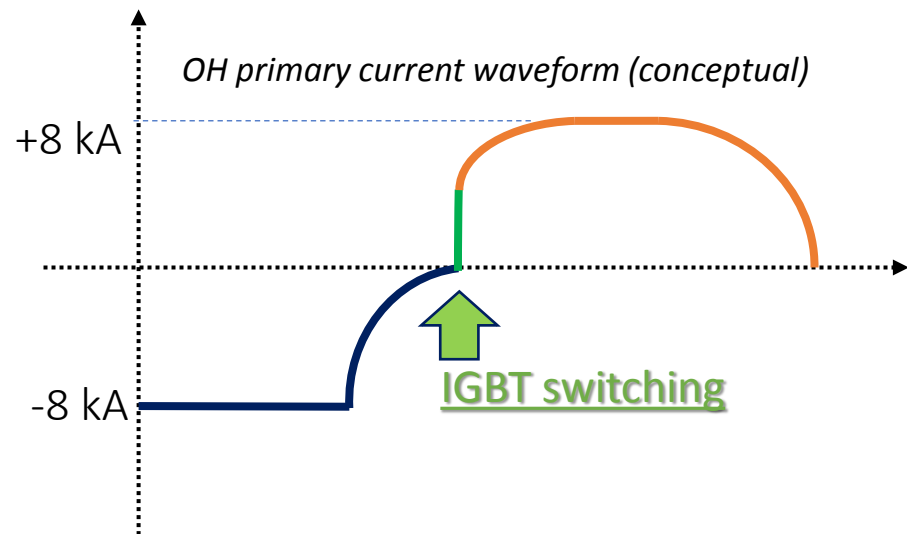 OH primary current waveform (conceptual)
+8 kA
IGBT switching
-8 kA